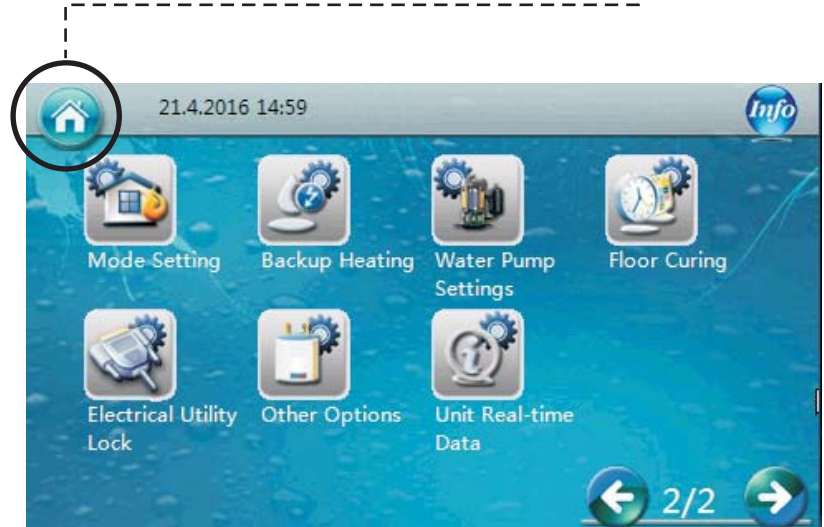 21.4.2016 14:59
Info
Mode Setting
Backup Heating
Water Pump
Settings
Floor Curing
Electrical Utility
Lock
Other Options
Unit Real-time
Data
2/2